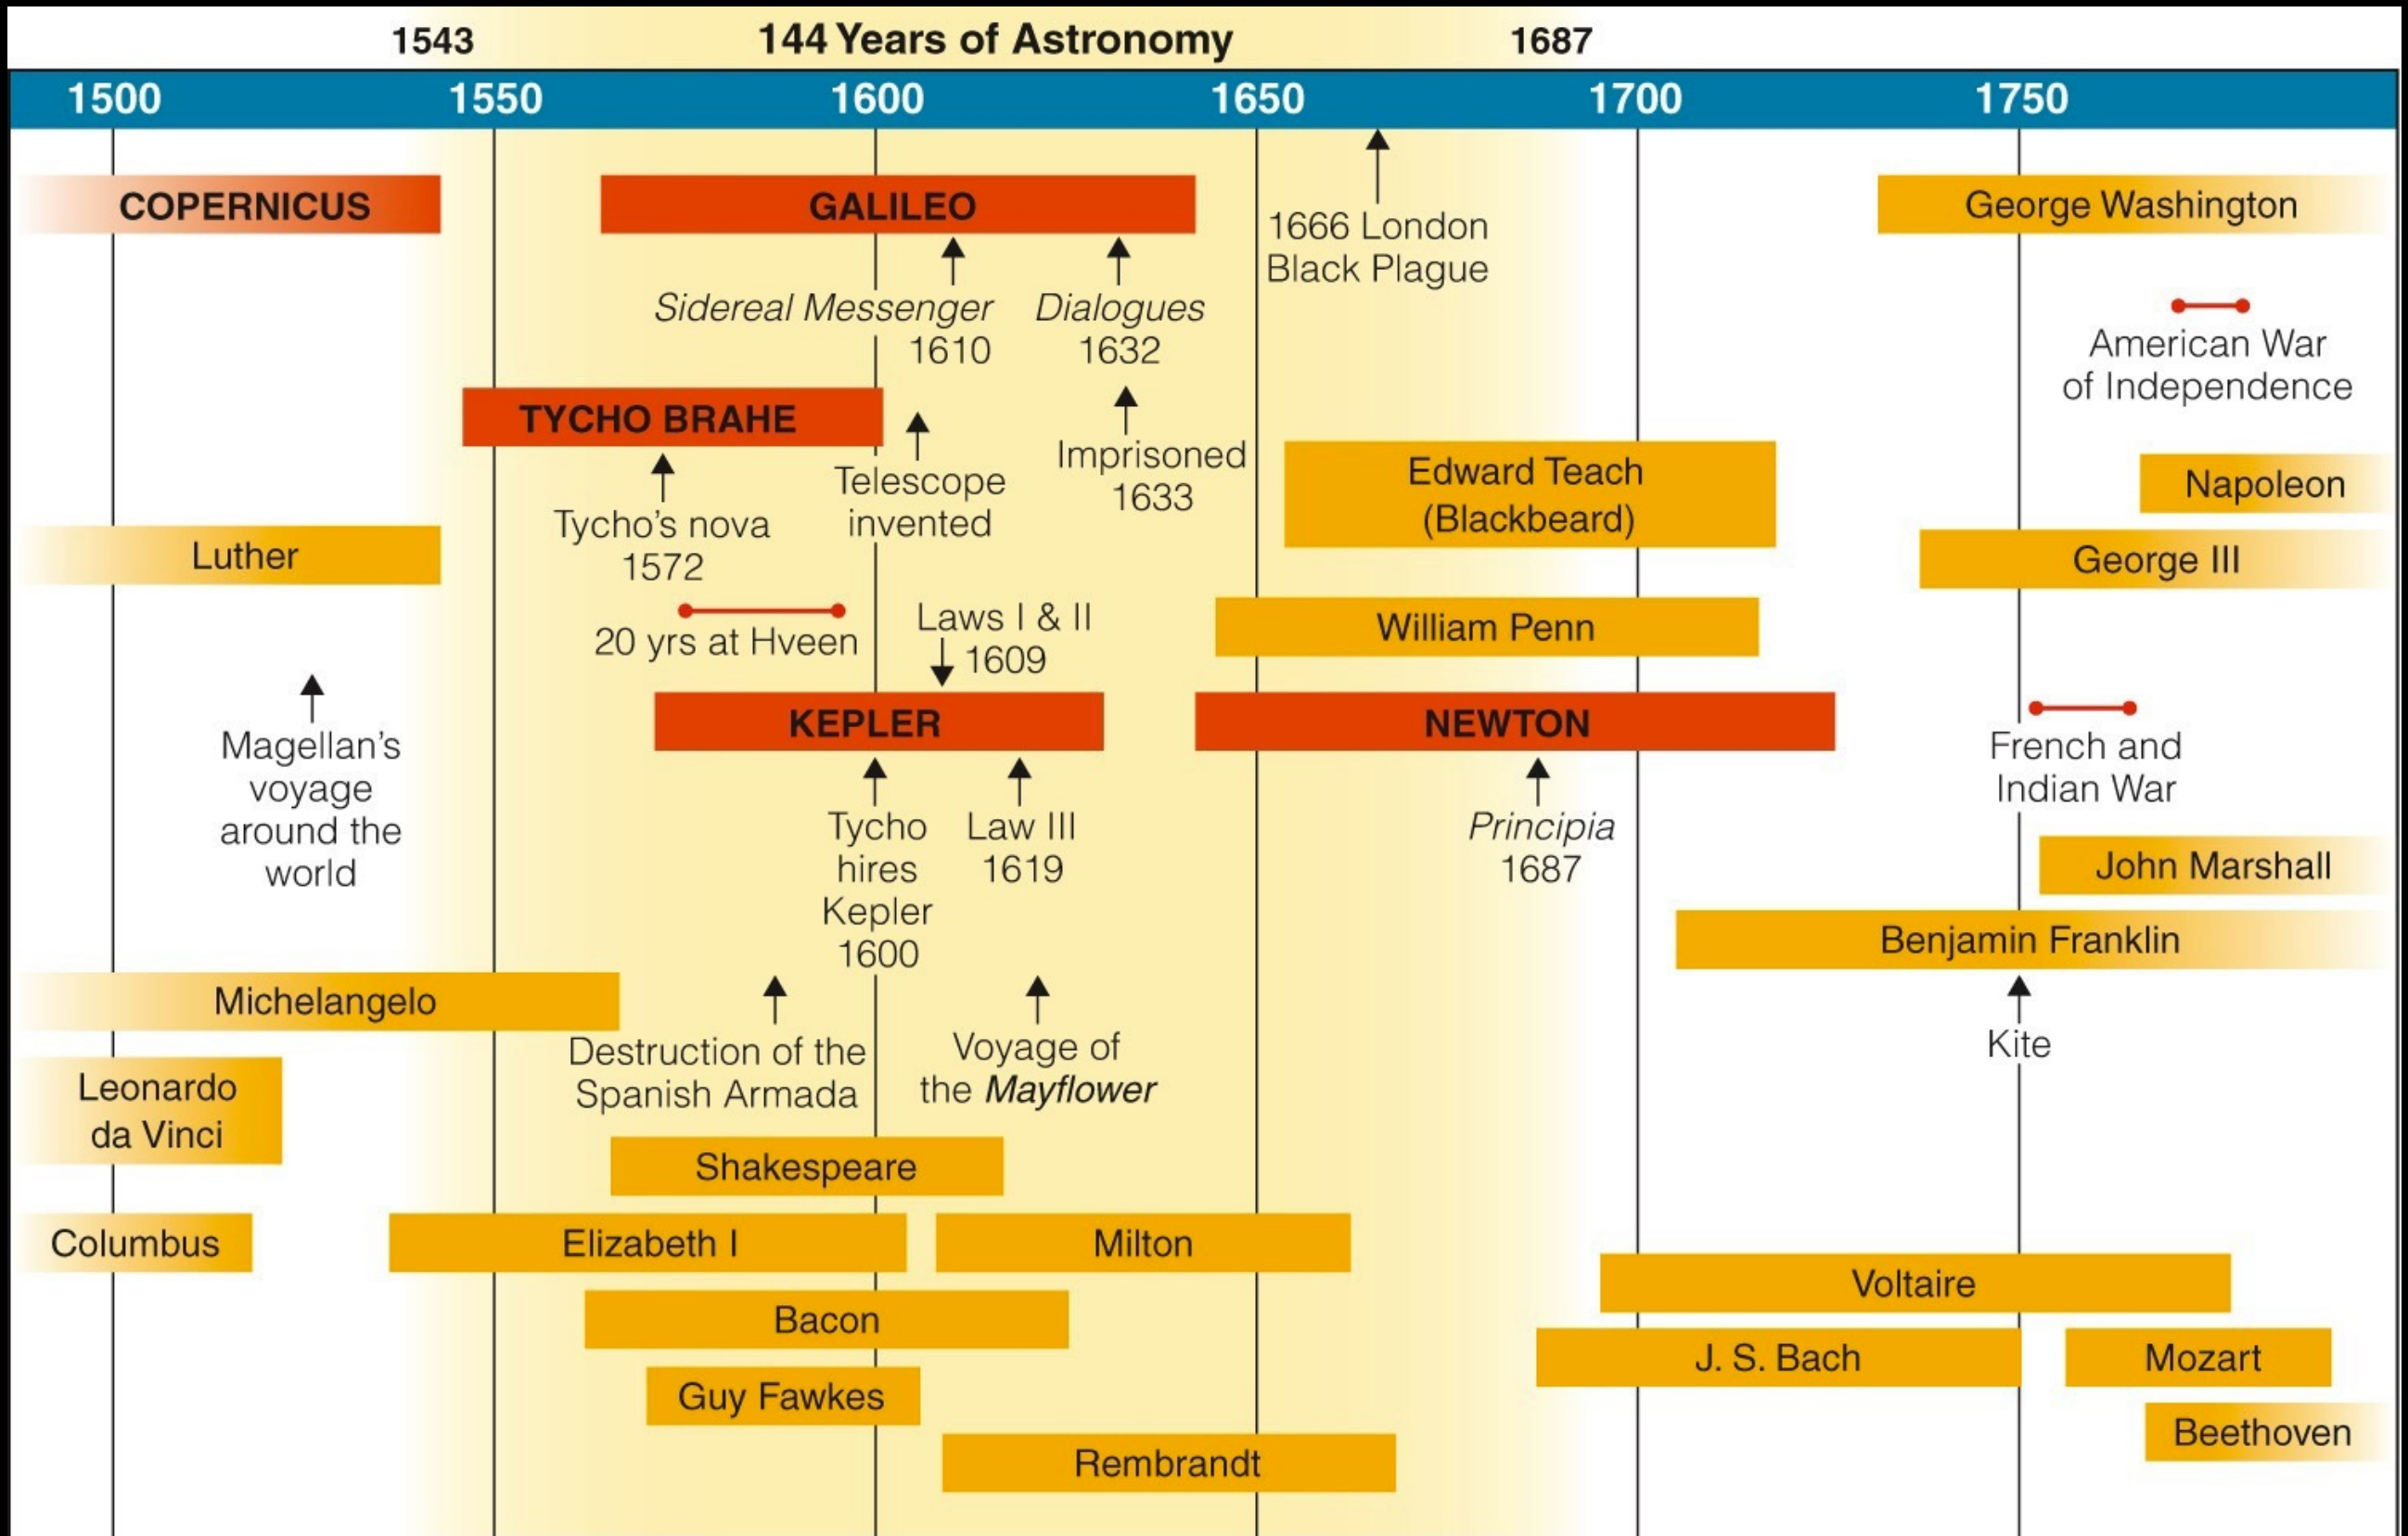 1543 144 Years of Astronomy 1687
1500 1550 1600 1650 1700 1750
COPERNICUS
GALILEO
George Washington
1666 London
Black Plague
Sidereal Messenger
1610
Dialogues
1632
American War
of Independence
TYCHO BRAHE
Telescope
invented
Imprisoned
1633
Edward Teach
(Blackbeard)
Napoleon
Tycho's nova
1572
Luther
George III
20 yrs at Hveen
Laws I & II
1609
William Penn
Magellan's
voyage
around the
world
KEPLER
NEWTON
French and
Indian War
Tycho
hires
Kepler
1600
Law III
1619
Principia
1687
John Marshall
Benjamin Franklin
Michelangelo
Kite
Destruction of the
Spanish Armada
Voyage of
the Mayflower
Leonardo
da Vinci
Shakespeare
Columbus
Elizabeth I
Milton
Voltaire
Bacon
J. S. Bach
Mozart
Guy Fawkes
Beethoven
Rembrandt